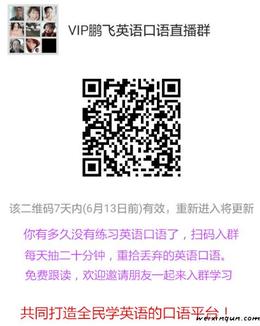 VIP鹏飞英语口语直播群
该二维码7天内(6月13日前)有效，重新进入将更新
你有多久没有练习英语口语了，扫码入群
每天抽二十分钟，重拾丢弃的英语口语。
免费跟读，欢迎邀请朋友一起来入群学习
共同打造全民学英语的口语平台！
www.weixinqun.com